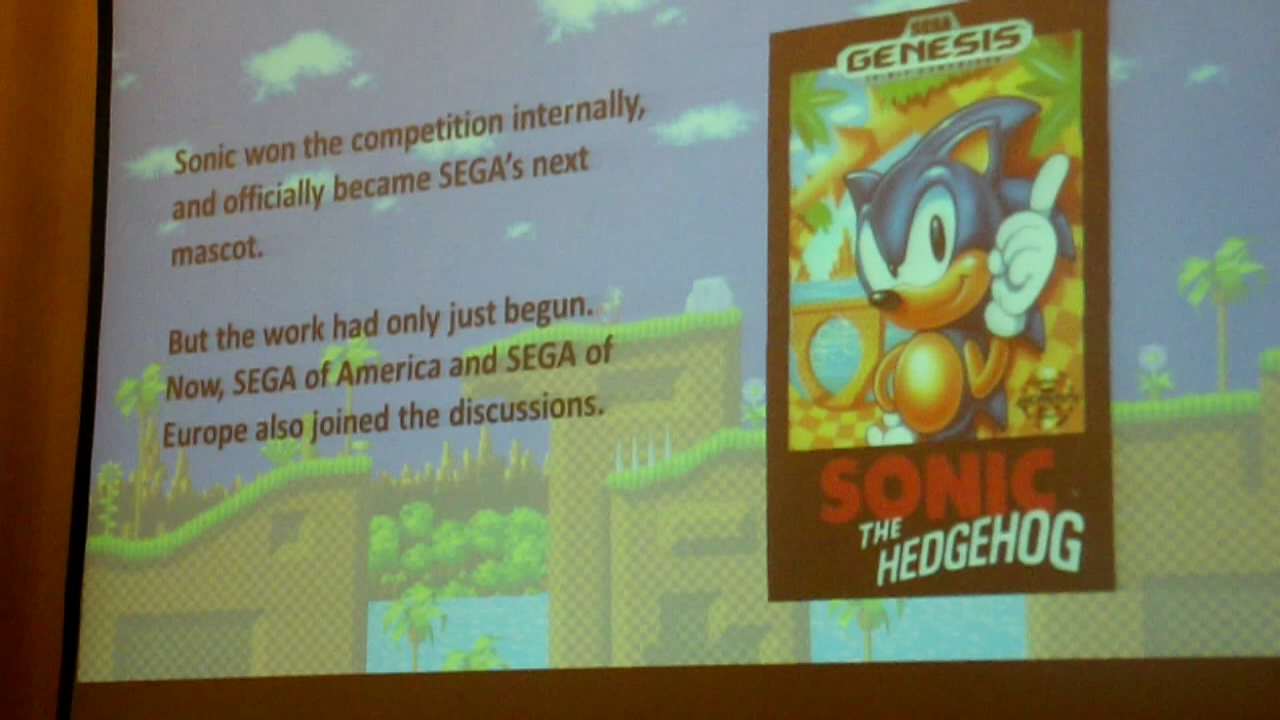 Sonic won the competition internally,
and officially became SEGA's next
mascot.
But the work had only just begun.
Now, SEGA of America and SEGA of
Europe also joined the discussions.
SEGA
GENESIS
SONIC
THE
HEDGEHOG